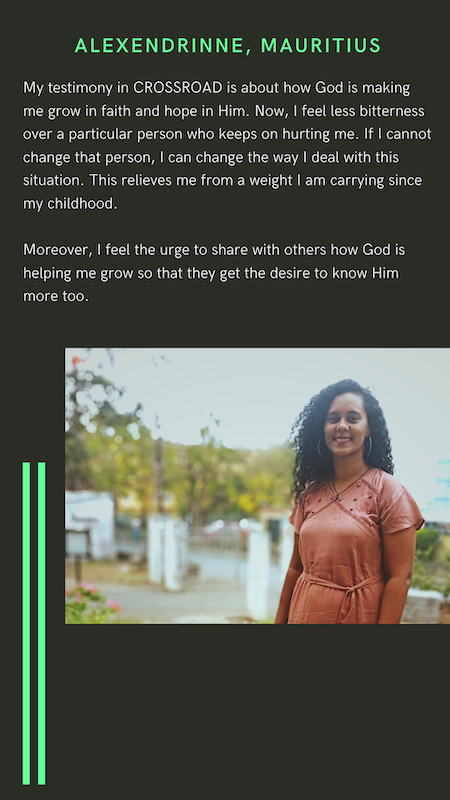 ALEXENDRINNE, MAURITIUS
My testimony in CROSSROAD is about how God is making
me grow in faith and hope in Him. Now, I feel less bitterness
over a particular person who keeps on hurting me. If I cannot
change that person, I can change the way I deal with this
situation. This relieves me from a weight I am carrying since
my childhood.
Moreover, I feel the urge to share with others how God is
helping me grow so that they get the desire to know Him
more too.